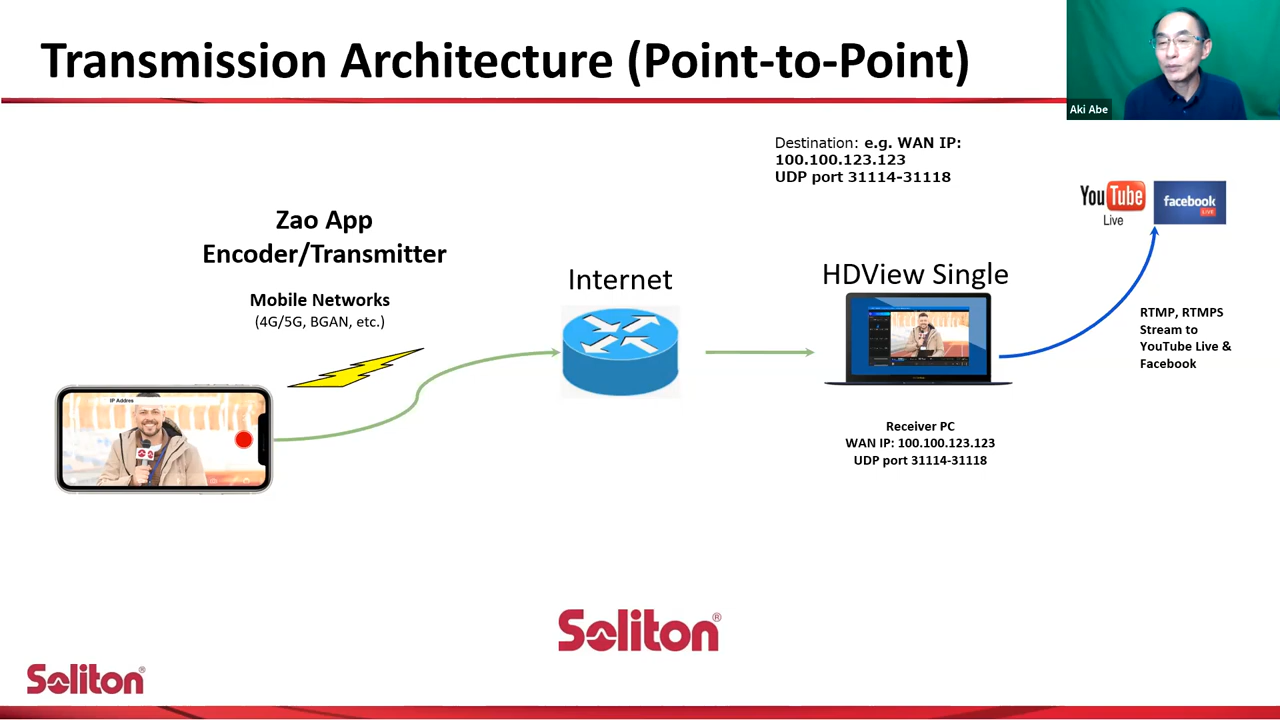 Transmission Architecture (Point-to-Point)
Aki Abe
Destination: e.g. WAN IP:
100.100.123.123
UDP port 31114-31118
YouTube
Live
facebook
LIVE
Zao App
Encoder/Transmitter
Mobile Networks
(4G/5G, BGAN, etc.)
Internet
HDView Single
RTMP, RTMPS
Stream to
YouTube Live &
Facebook
IP Addres
Receiver PC
WAN IP: 100.100.123.123
UDP port 31114-31118
Soliton®
Soliton®